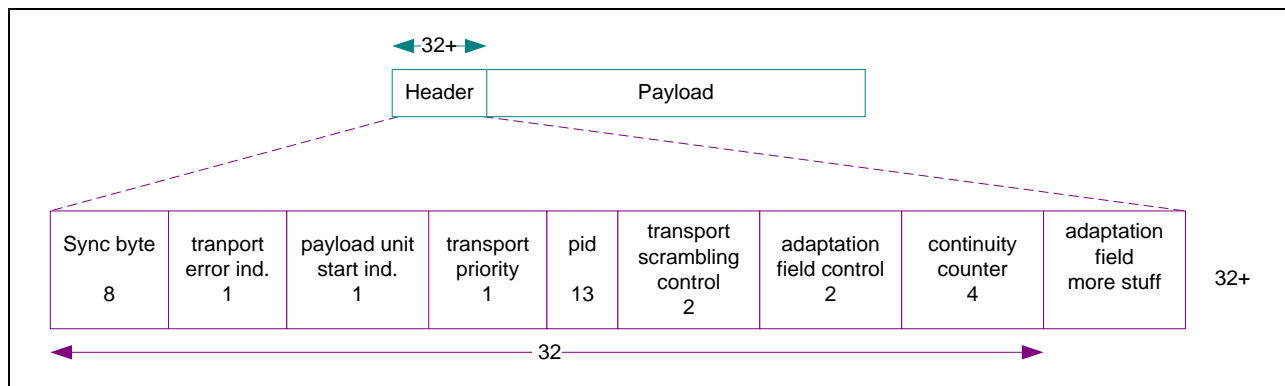 32+
Header
Payload
Sync byte
8
tranport
error ind.
1
payload unit
start ind.
1
transport
priority
1
pid
13
transport
scrambling
control
2
adaptation
field control
2
continuity
counter
4
adaptation
field
more stuff
32+
32